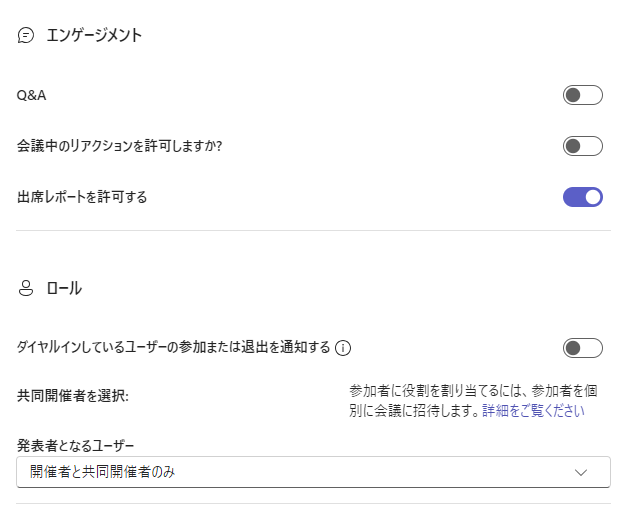 エンゲージメント
Q&A
会議中のリアクションを許可しますか?
出席レポートを許可する
ロール
ダイヤルインしているユーザーの参加または退出を通知する
共同開催者を選択:
参加者に役割を割り当てるには、参加者を個
別に会議に招待します。詳細をご覧ください
発表者となるユーザー
開催者と共同開催者のみ